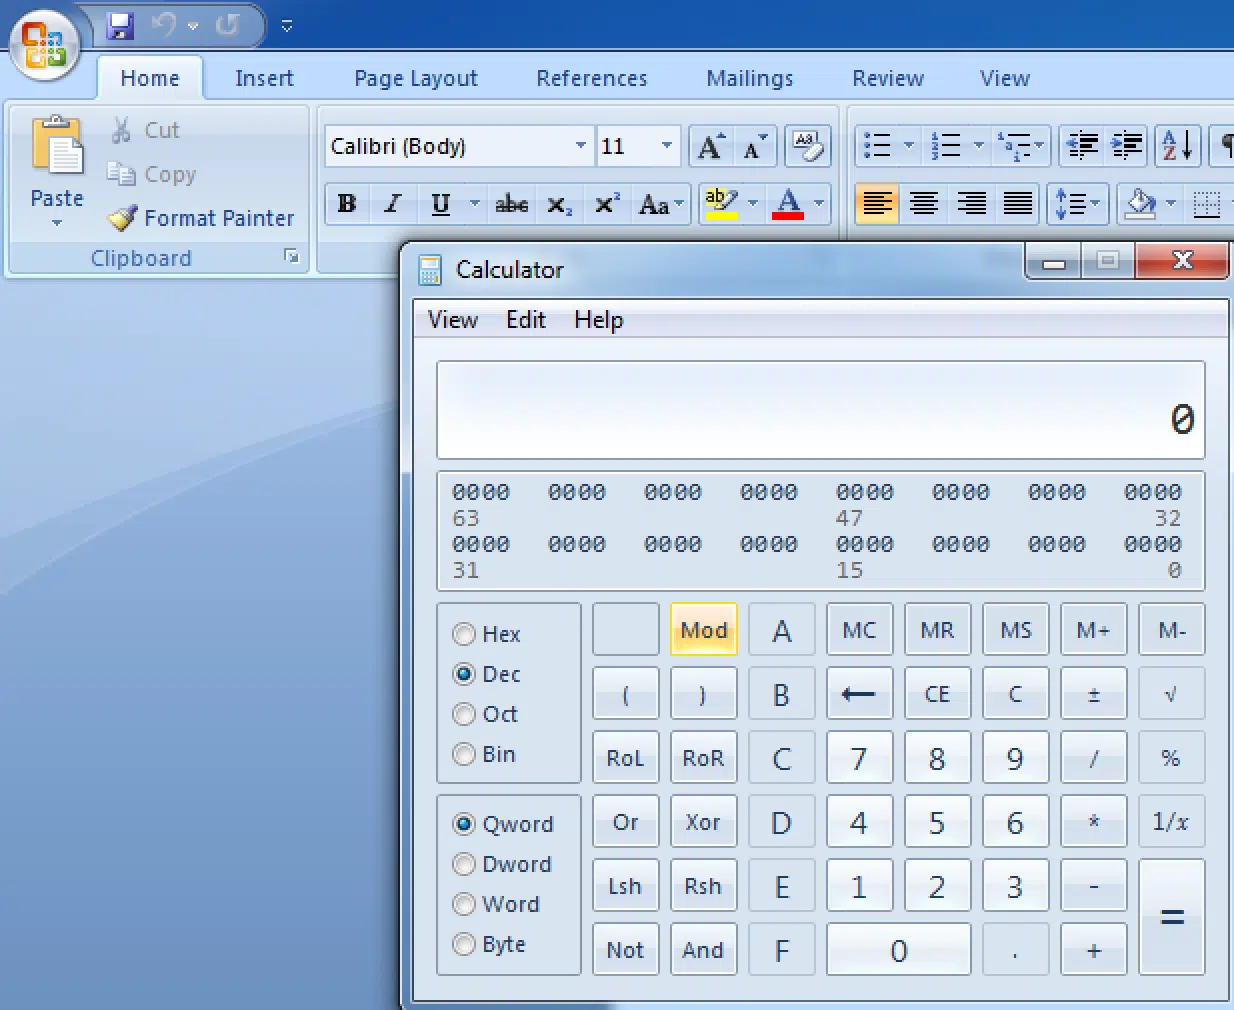 Home Insert Page Layout References Mailings Review View
Cut
Copy
Paste
Format Painter
Clipboard
Calibri (Body) 11 A A Aa
B I U abc x₂ x² Aa ab A A Z
Calculator
View Edit Help
0
0000 0000 0000 0000 0000 0000 0000 0000
63 47 32
0000 0000 0000 0000 0000 0000 0000 0000
31 15 0
Hex Mod A MC MR MS M+ M-
Dec ( ) B ← CE C ± √
Oct
Bin RoL RoR C 7 8 9 / %
Qword Or Xor D 4 5 6 * 1/x
Dword
Word Lsh Rsh E 1 2 3 - =
Byte Not And F 0 . +